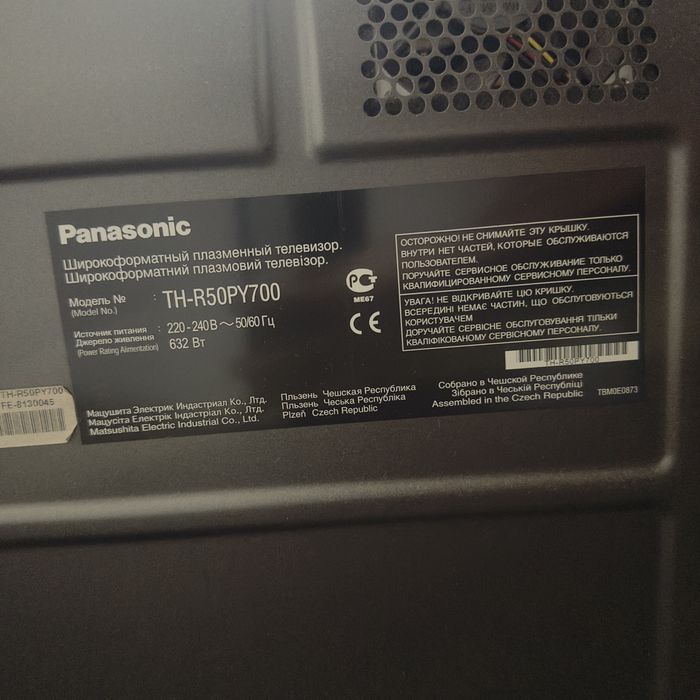 Panasonic
Широкоформатный плазменный телевизор.
Широкоформатний плазмовий телевізор.
Модель № : TH-R50PY700
(Model No.)
Источник питания : 220-240 В ~ 50/60 Гц
Джерело живлення 632 Вт
(Power Rating Alimentation)
ME67
CE
ОСТОРОЖНО! НЕ СНИМАЙТЕ ЭТУ КРЫШКУ.
ВНУТРИ НЕТ ЧАСТЕЙ, КОТОРЫЕ ОБСЛУЖИВАЮТСЯ
ПОЛЬЗОВАТЕЛЕМ.
ПОРУЧАЙТЕ СЕРВИСНОЕ ОБСЛУЖИВАНИЕ ТОЛЬКО
КВАЛИФИЦИРОВАННОМУ СЕРВИСНОМУ ПЕРСОНАЛУ.
УВАГА! НЕ ВІДКРИВАЙТЕ ЦЮ КРИШКУ.
ВСЕРЕДИНІ НЕМАЄ ЧАСТИН, ЩО ОБСЛУГОВУЮТЬСЯ
КОРИСТУВАЧЕМ
ДОРУЧАЙТЕ СЕРВІСНЕ ОБСЛУГОВУВАННЯ ТІЛЬКИ
КВАЛІФІКОВАНОМУ СЕРВІСНОМУ ПЕРСОНАЛУ.
TH-R50PY700
TH-R50PY700
FE-8130045
Мацушита Электрик Индастриал Ко., Лтд.
Мацусіта Електрік Індастріал Ко., Лтд.
Matsushita Electric Industrial Co., Ltd.
Пльзень Чешская Республика
Пльзень Чеська Республіка
Plzeň Czech Republic
Собрано в Чешской Республике
Зібрано в Чеській Республіці
Assembled in the Czech Republic
TBM0E0873